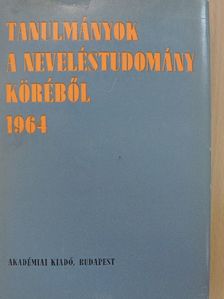 TANULMÁNYOK
A NEVELÉSTUDOMÁNY
KÖRÉBŐL
1964
AKADÉMIAI KIADÓ, BUDAPEST